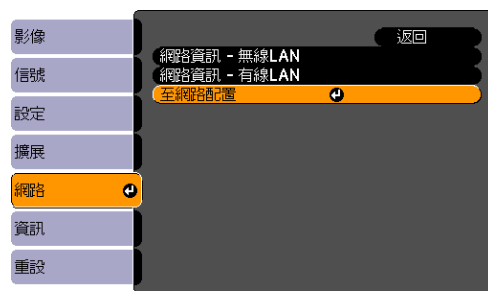 影像
信號
設定
擴展
網路
資訊
重設
返回
網路資訊 - 無線LAN
網路資訊 - 有線LAN
至網路配置